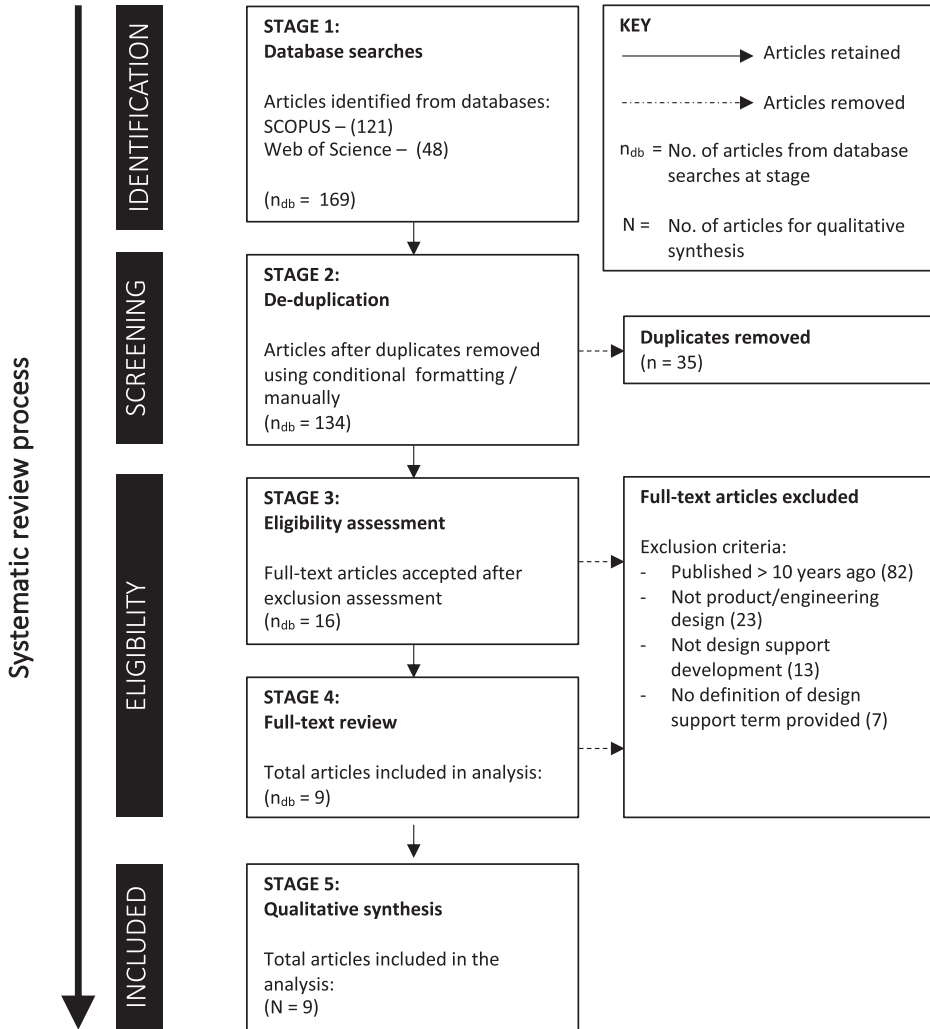 Systematic review process
IDENTIFICATION
STAGE 1:
Database searches
Articles identified from databases:
SCOPUS – (121)
Web of Science – (48)
(ndb = 169)
KEY
Articles retained
Articles removed
ndb = No. of articles from database
searches at stage
N = No. of articles for qualitative
synthesis
SCREENING
STAGE 2:
De-duplication
Articles after duplicates removed
using conditional formatting /
manually
(ndb = 134)
Duplicates removed
(n = 35)
ELIGIBILITY
STAGE 3:
Eligibility assessment
Full-text articles accepted after
exclusion assessment
(ndb = 16)
STAGE 4:
Full-text review
Total articles included in analysis:
(ndb = 9)
Full-text articles excluded
Exclusion criteria:
- Published > 10 years ago (82)
- Not product/engineering
design (23)
- Not design support
development (13)
- No definition of design
support term provided (7)
INCLUDED
STAGE 5:
Qualitative synthesis
Total articles included in the
analysis:
(N = 9)